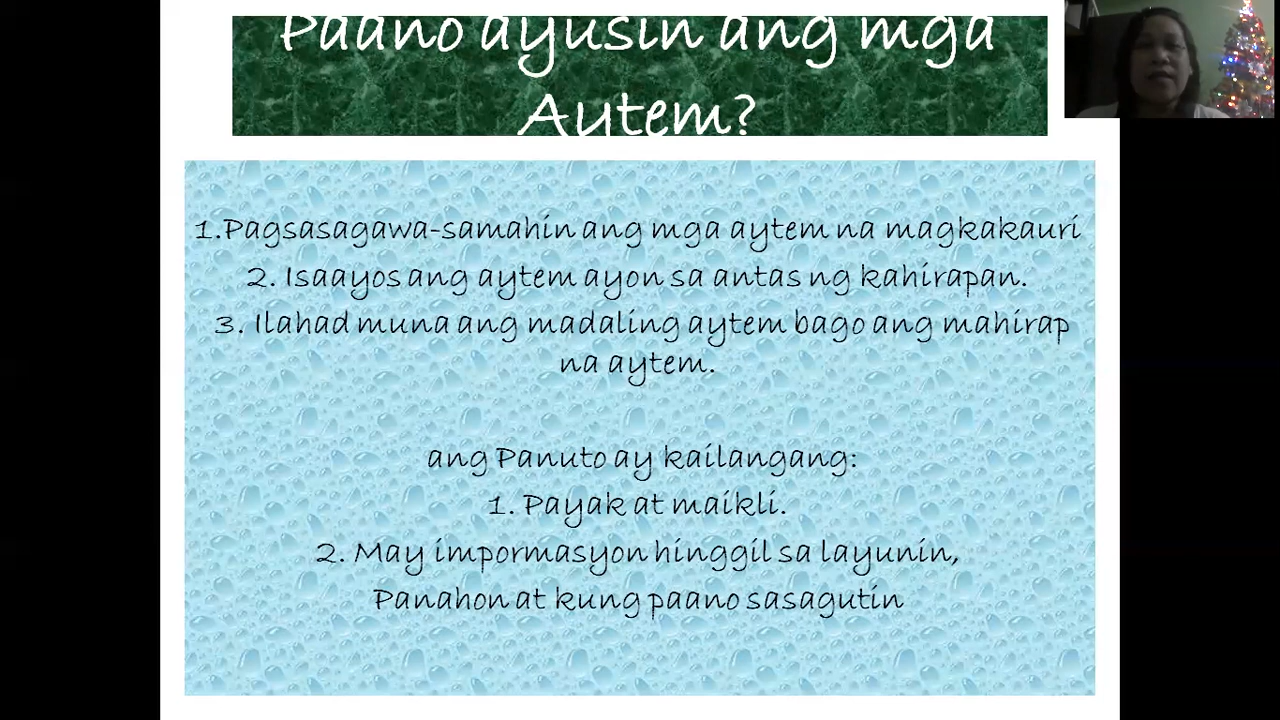 Paano ayusin ang mga
Aytem?
1.Pagsasagawa-samahin ang mga aytem na magkakauri
2. Isaayos ang aytem ayon sa antas ng kahirapan.
3. Ilahad muna ang madaling aytem bago ang mahirap
na aytem.
ang Panuto ay kailangang:
1. Payak at maikli.
2. May impormasyon hinggil sa layunin,
Panahon at kung paano sasagutin